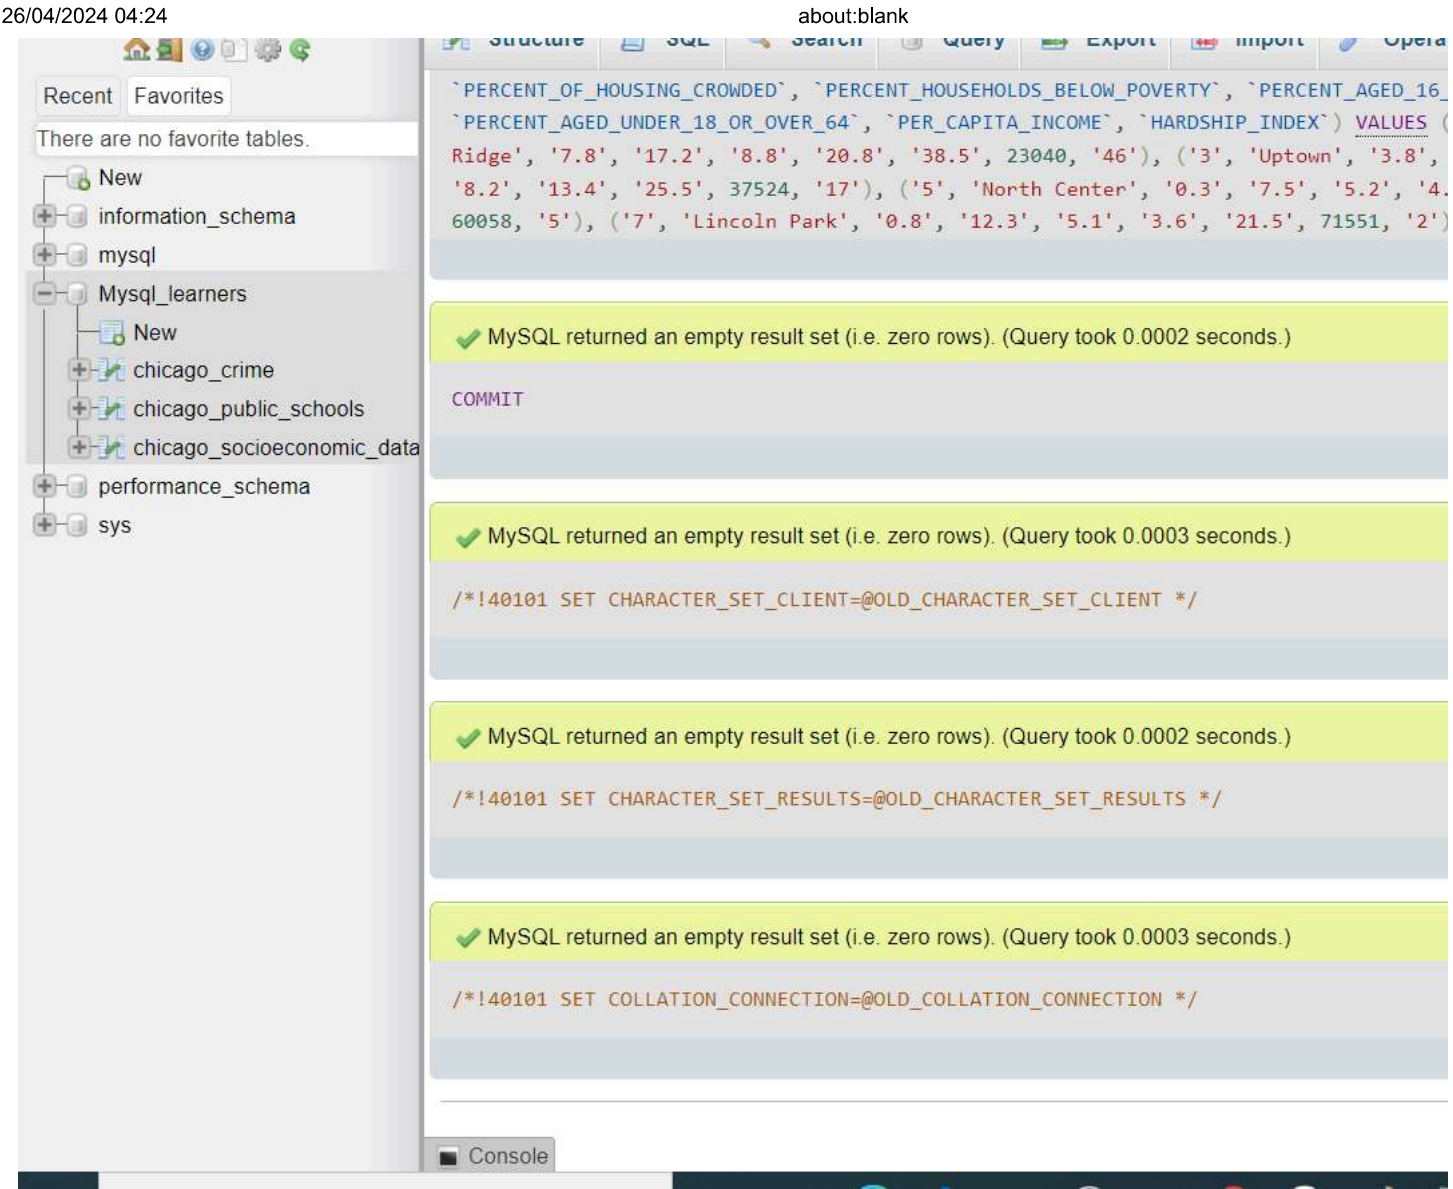 26/04/2024 04:24
about:blank
Structure SQL Search Query Export Import Opera
Recent Favorites
There are no favorite tables.
New
information_schema
mysql
Mysql_learners
New
chicago_crime
chicago_public_schools
chicago_socioeconomic_data
performance_schema
sys
`PERCENT_OF_HOUSING_CROWDED`, `PERCENT_HOUSEHOLDS_BELOW_POVERTY`, `PERCENT_AGED_16_
`PERCENT_AGED_UNDER_18_OR_OVER_64`, `PER_CAPITA_INCOME`, `HARDSHIP_INDEX`) VALUES (
Ridge', '7.8', '17.2', '8.8', '20.8', '38.5', 23040, '46'), ('3', 'Uptown', '3.8',
'8.2', '13.4', '25.5', 37524, '17'), ('5', 'North Center', '0.3', '7.5', '5.2', '4.
60058, '5'), ('7', 'Lincoln Park', '0.8', '12.3', '5.1', '3.6', '21.5', 71551, '2')
MySQL returned an empty result set (i.e. zero rows). (Query took 0.0002 seconds.)
COMMIT
MySQL returned an empty result set (i.e. zero rows). (Query took 0.0003 seconds.)
/*!40101 SET CHARACTER_SET_CLIENT=@OLD_CHARACTER_SET_CLIENT */
MySQL returned an empty result set (i.e. zero rows). (Query took 0.0002 seconds.)
/*!40101 SET CHARACTER_SET_RESULTS=@OLD_CHARACTER_SET_RESULTS */
MySQL returned an empty result set (i.e. zero rows). (Query took 0.0003 seconds.)
/*!40101 SET COLLATION_CONNECTION=@OLD_COLLATION_CONNECTION */
Console